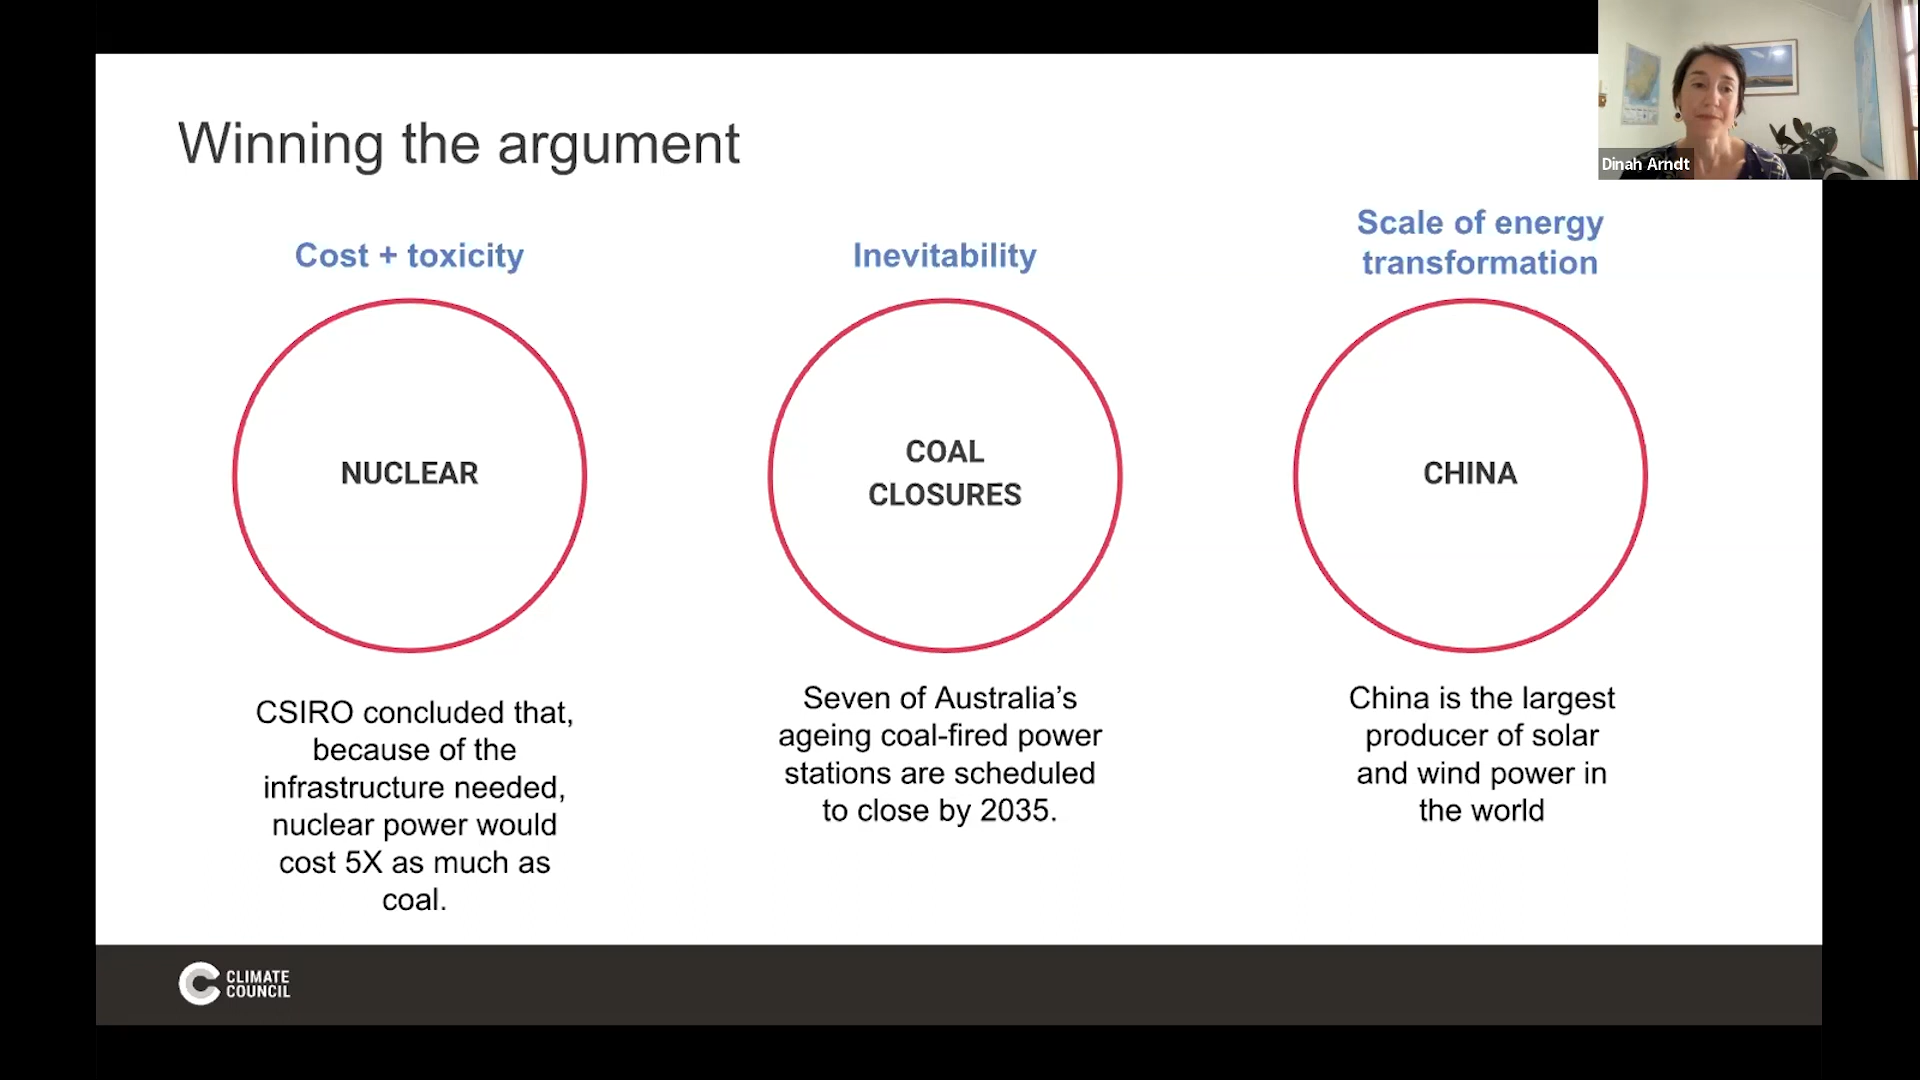 Winning the argument
Dinah Arndt
Cost + toxicity
NUCLEAR
CSIRO concluded that,
because of the
infrastructure needed,
nuclear power would
cost 5X as much as
coal.
Inevitability
COAL
CLOSURES
Seven of Australia’s
ageing coal-fired power
stations are scheduled
to close by 2035.
Scale of energy
transformation
CHINA
China is the largest
producer of solar
and wind power in
the world
CLIMATE
COUNCIL